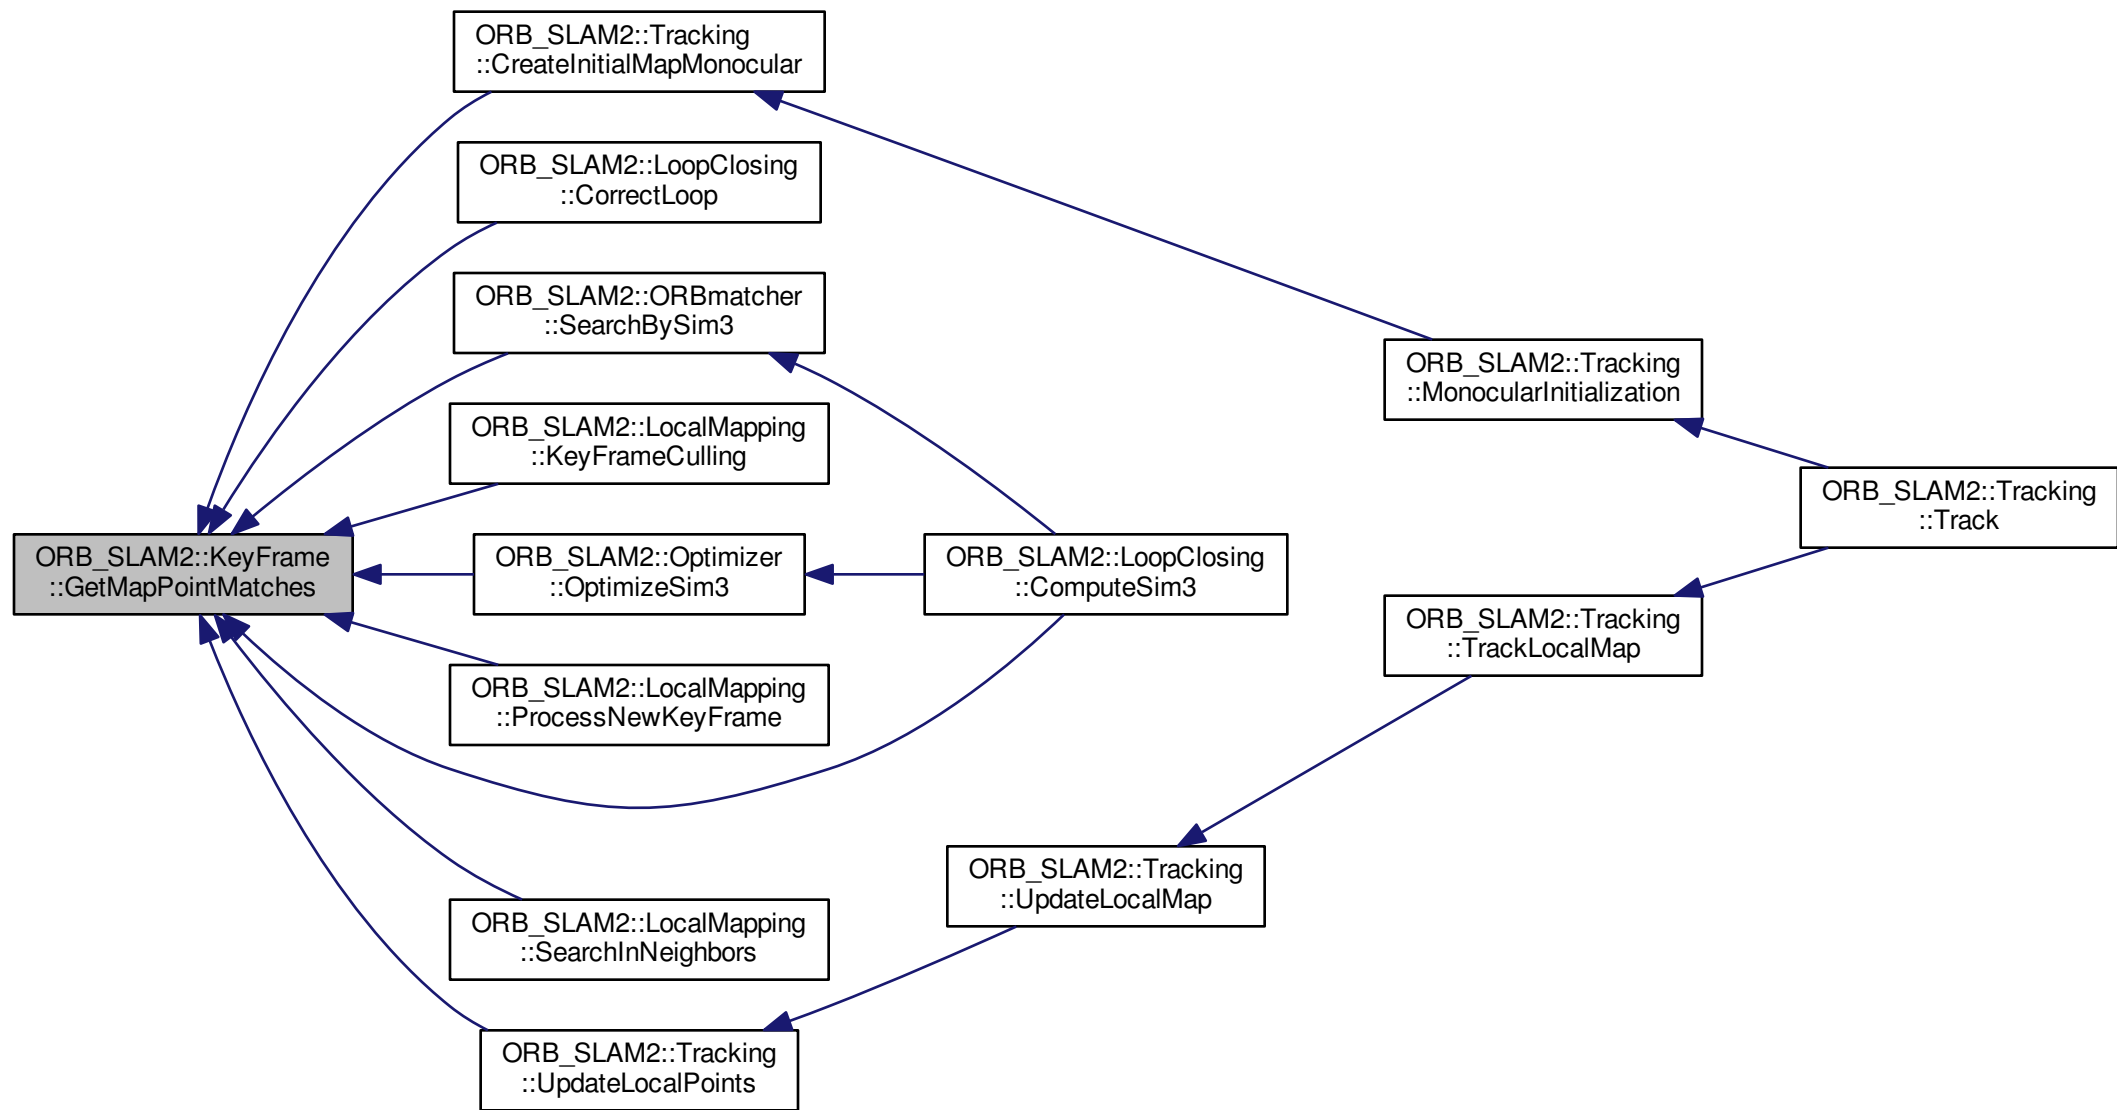 ORB_SLAM2::Tracking
::CreateInitialMapMonocular
ORB_SLAM2::LoopClosing
::CorrectLoop
ORB_SLAM2::ORBmatcher
::SearchBySim3
ORB_SLAM2::Tracking
::MonocularInitialization
ORB_SLAM2::LocalMapping
::KeyFrameCulling
ORB_SLAM2::Tracking
::Track
ORB_SLAM2::KeyFrame
::GetMapPointMatches
ORB_SLAM2::Optimizer
::OptimizeSim3
ORB_SLAM2::LoopClosing
::ComputeSim3
ORB_SLAM2::Tracking
::TrackLocalMap
ORB_SLAM2::LocalMapping
::ProcessNewKeyFrame
ORB_SLAM2::Tracking
::UpdateLocalMap
ORB_SLAM2::LocalMapping
::SearchInNeighbors
ORB_SLAM2::Tracking
::UpdateLocalPoints